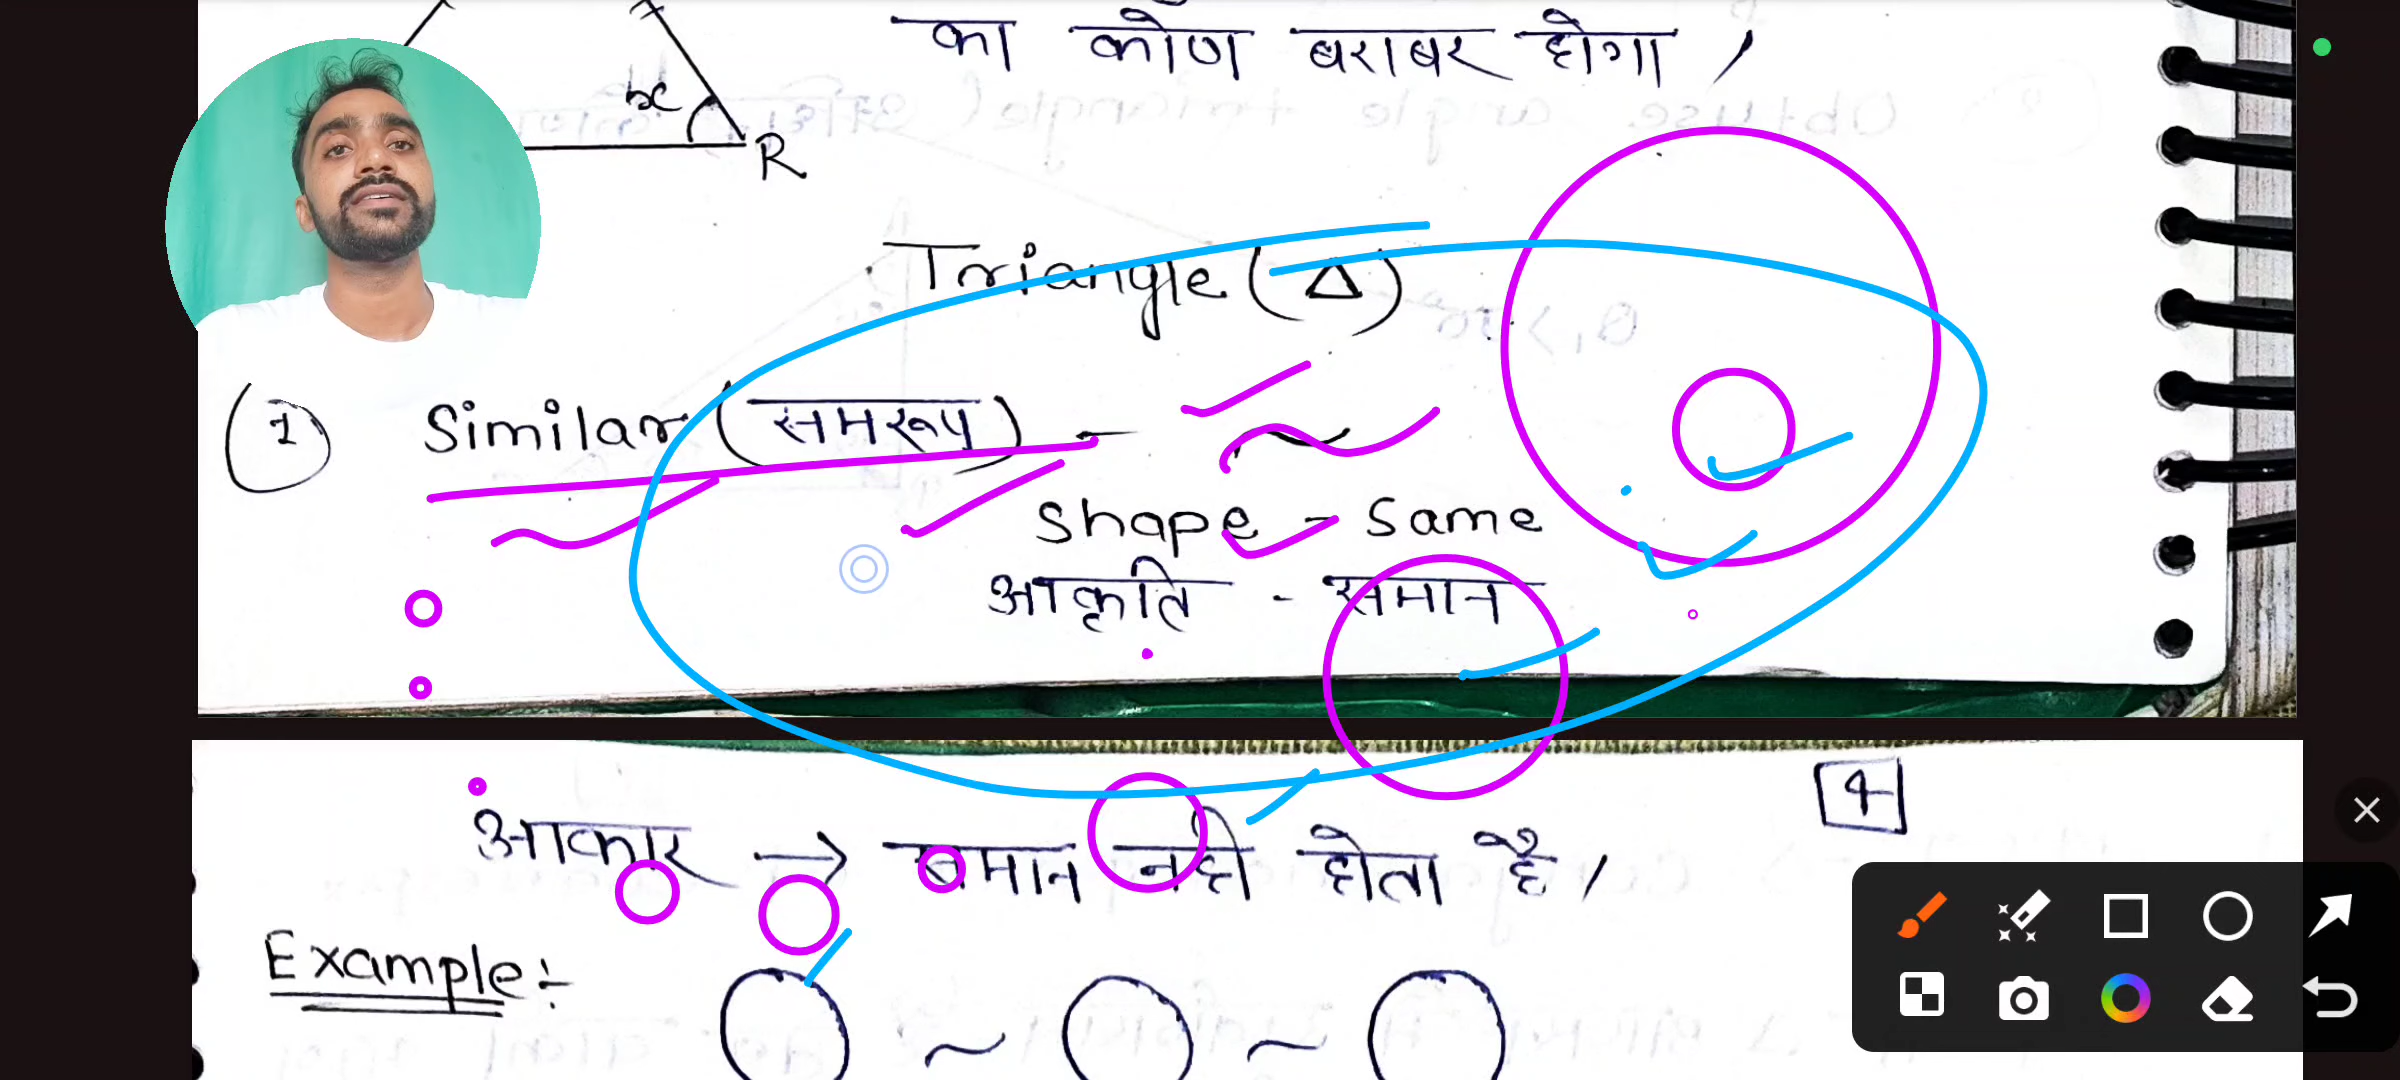 का कोण बराबर होगा /
x
R
Triangle (Δ)
(1) Similar (समरूप) - ~
Shape - Same
आकृति - समान
4
आकार → समान नही होता है /
Example :-
~ ~